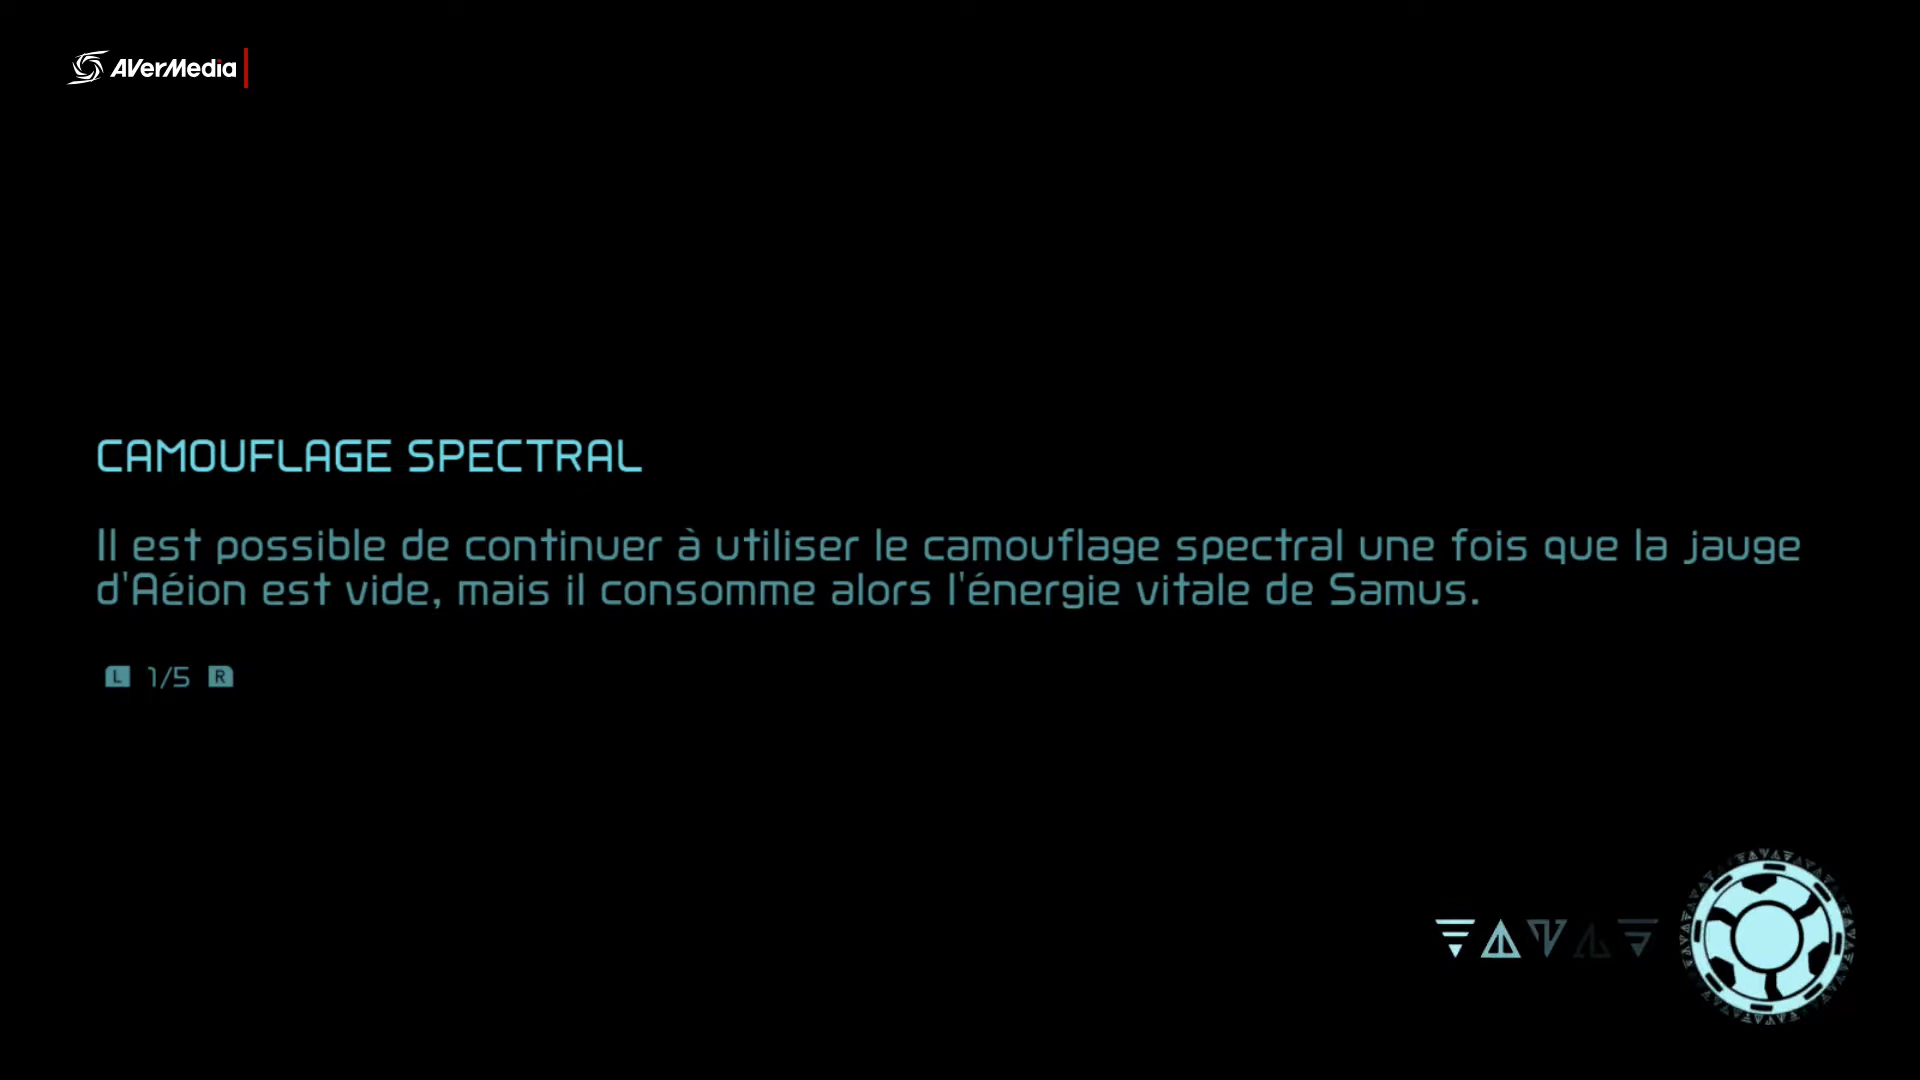 AVerMedia
CAMOUFLAGE SPECTRAL
Il est possible de continuer à utiliser le camouflage spectral une fois que la jauge
d'Aéion est vide, mais il consomme alors l'énergie vitale de Samus.
L 1/5 R